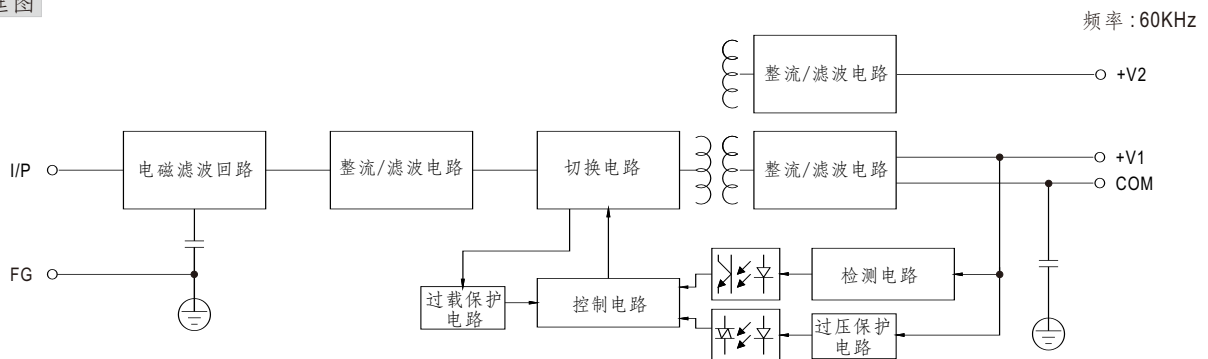 框图
频率:60KHz
整流/滤波电路
+V2
I/P
电磁滤波回路
整流/滤波电路
切换电路
整流/滤波电路
+V1
COM
FG
过载保护
电路
控制电路
检测电路
过压保护
电路